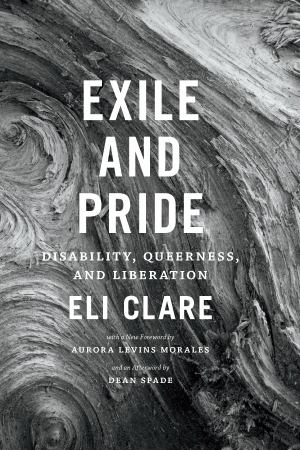 EXILE
AND
PRIDE
DISABILITY, QUEERNESS,
AND LIBERATION
ELI CLARE
with a New Foreword by
AURORA LEVINS MORALES
and an Afterword by
DEAN SPADE